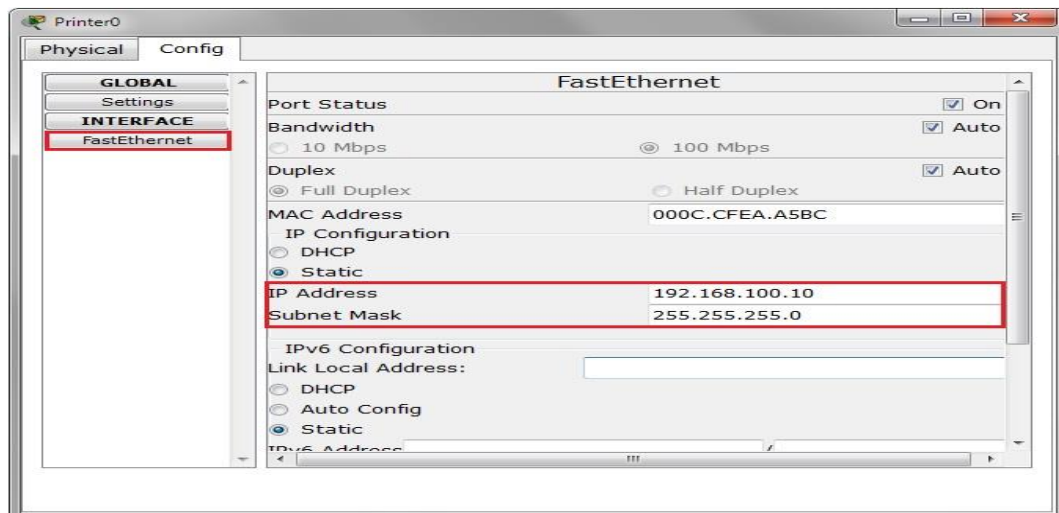 Printer0
Physical Config
GLOBAL
Settings
INTERFACE
FastEthernet
FastEthernet
Port Status On
Bandwidth Auto
10 Mbps 100 Mbps
Duplex Auto
Full Duplex Half Duplex
MAC Address 000C.CFEA.A5BC
IP Configuration
DHCP
Static
IP Address 192.168.100.10
Subnet Mask 255.255.255.0
IPv6 Configuration
Link Local Address:
DHCP
Auto Config
Static
IPv6 Address /